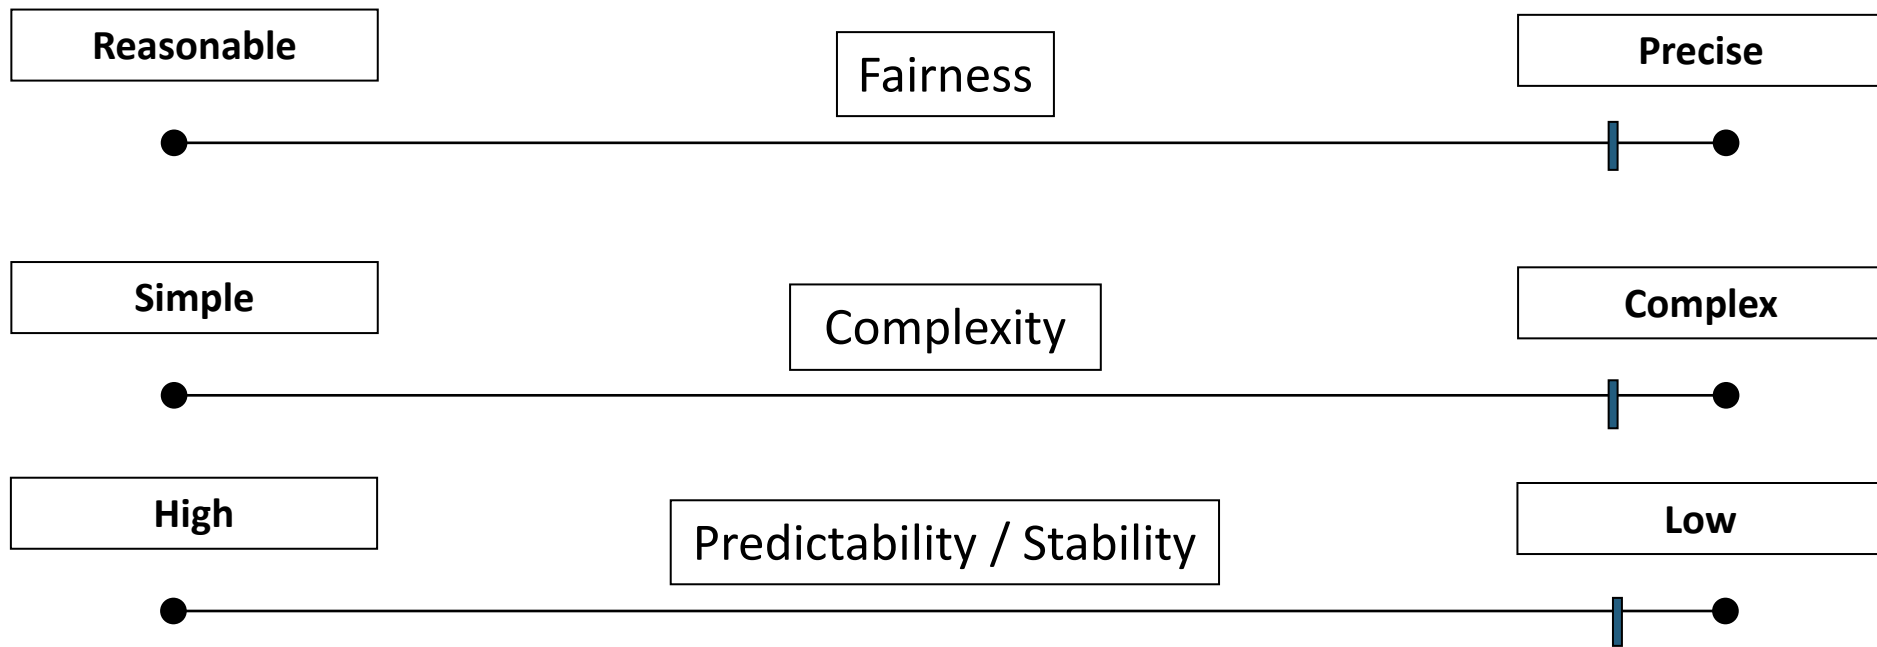 Reasonable
Fairness
Precise
Simple
Complexity
Complex
High
Predictability / Stability
Low